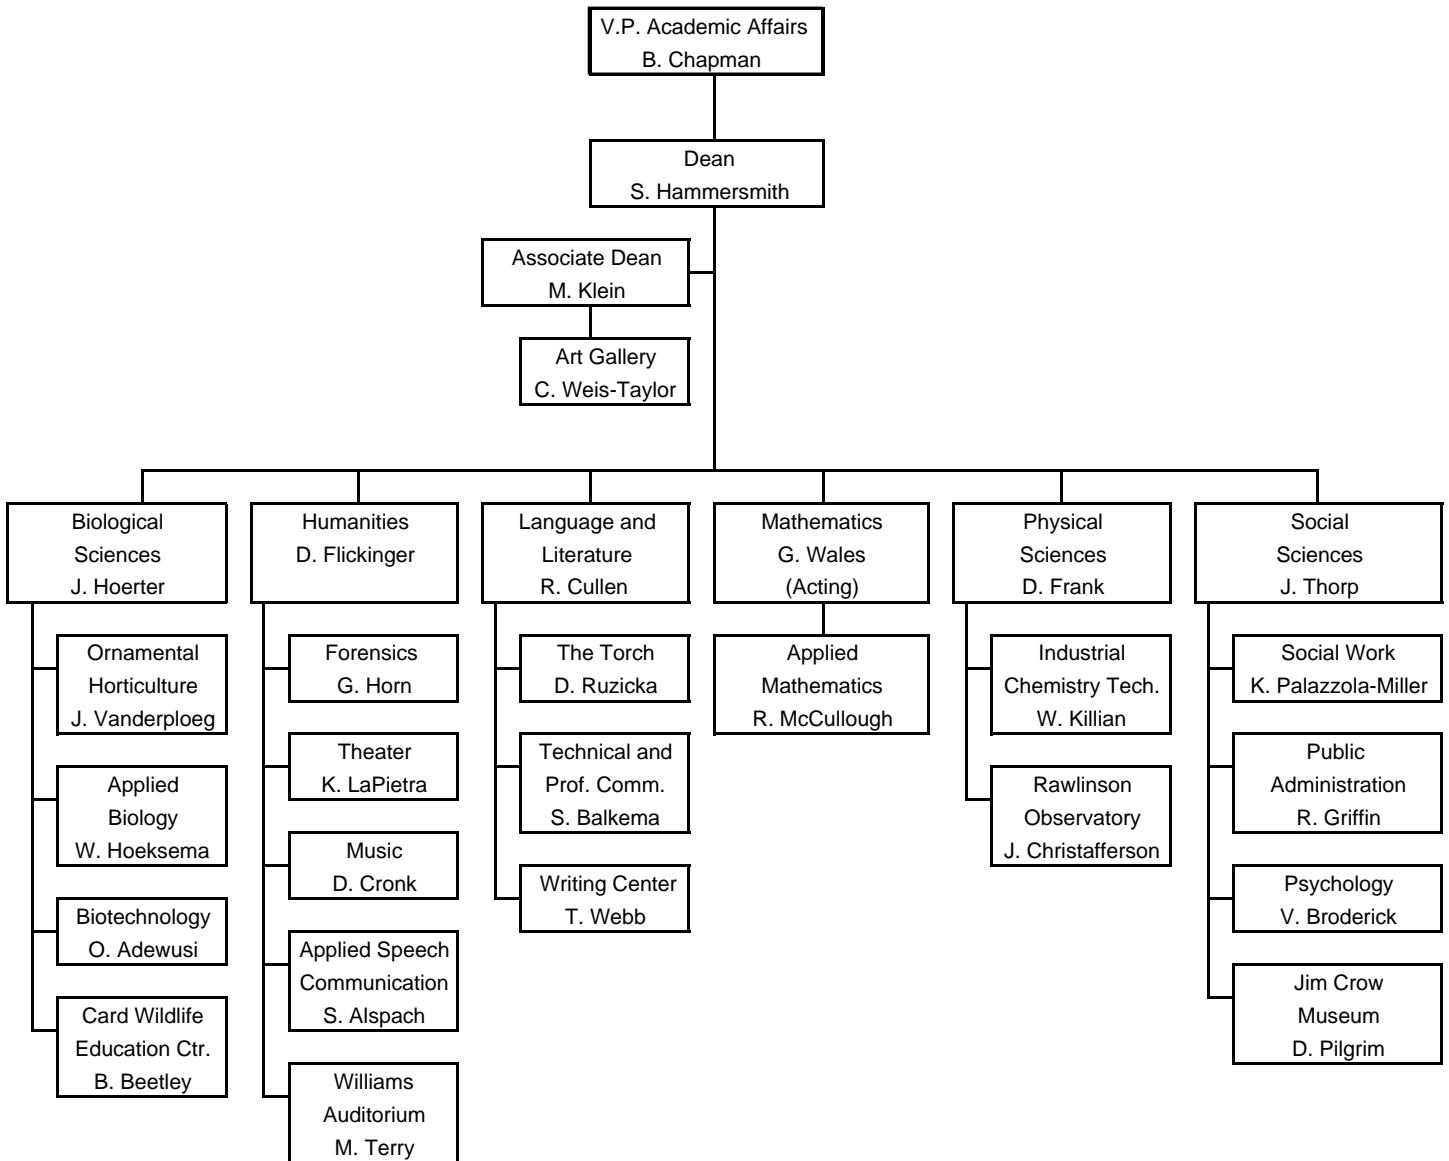 V.P. Academic Affairs
B. Chapman
Dean
S. Hammersmith
Associate Dean
M. Klein
Art Gallery
C. Weis-Taylor
Biological
Sciences
J. Hoerter
Humanities
D. Flickinger
Language and
Literature
R. Cullen
Mathematics
G. Wales
(Acting)
Physical
Sciences
D. Frank
Social
Sciences
J. Thorp
Ornamental
Horticulture
J. Vanderploeg
Applied
Biology
W. Hoeksema
Biotechnology
O. Adewusi
Card Wildlife
Education Ctr.
B. Beetley
Forensics
G. Horn
Theater
K. LaPietra
Music
D. Cronk
Applied Speech
Communication
S. Alspach
Williams
Auditorium
M. Terry
The Torch
D. Ruzicka
Technical and
Prof. Comm.
S. Balkema
Writing Center
T. Webb
Applied
Mathematics
R. McCullough
Industrial
Chemistry Tech.
W. Killian
Rawlinson
Observatory
J. Christafferson
Social Work
K. Palazzola-Miller
Public
Administration
R. Griffin
Psychology
V. Broderick
Jim Crow
Museum
D. Pilgrim